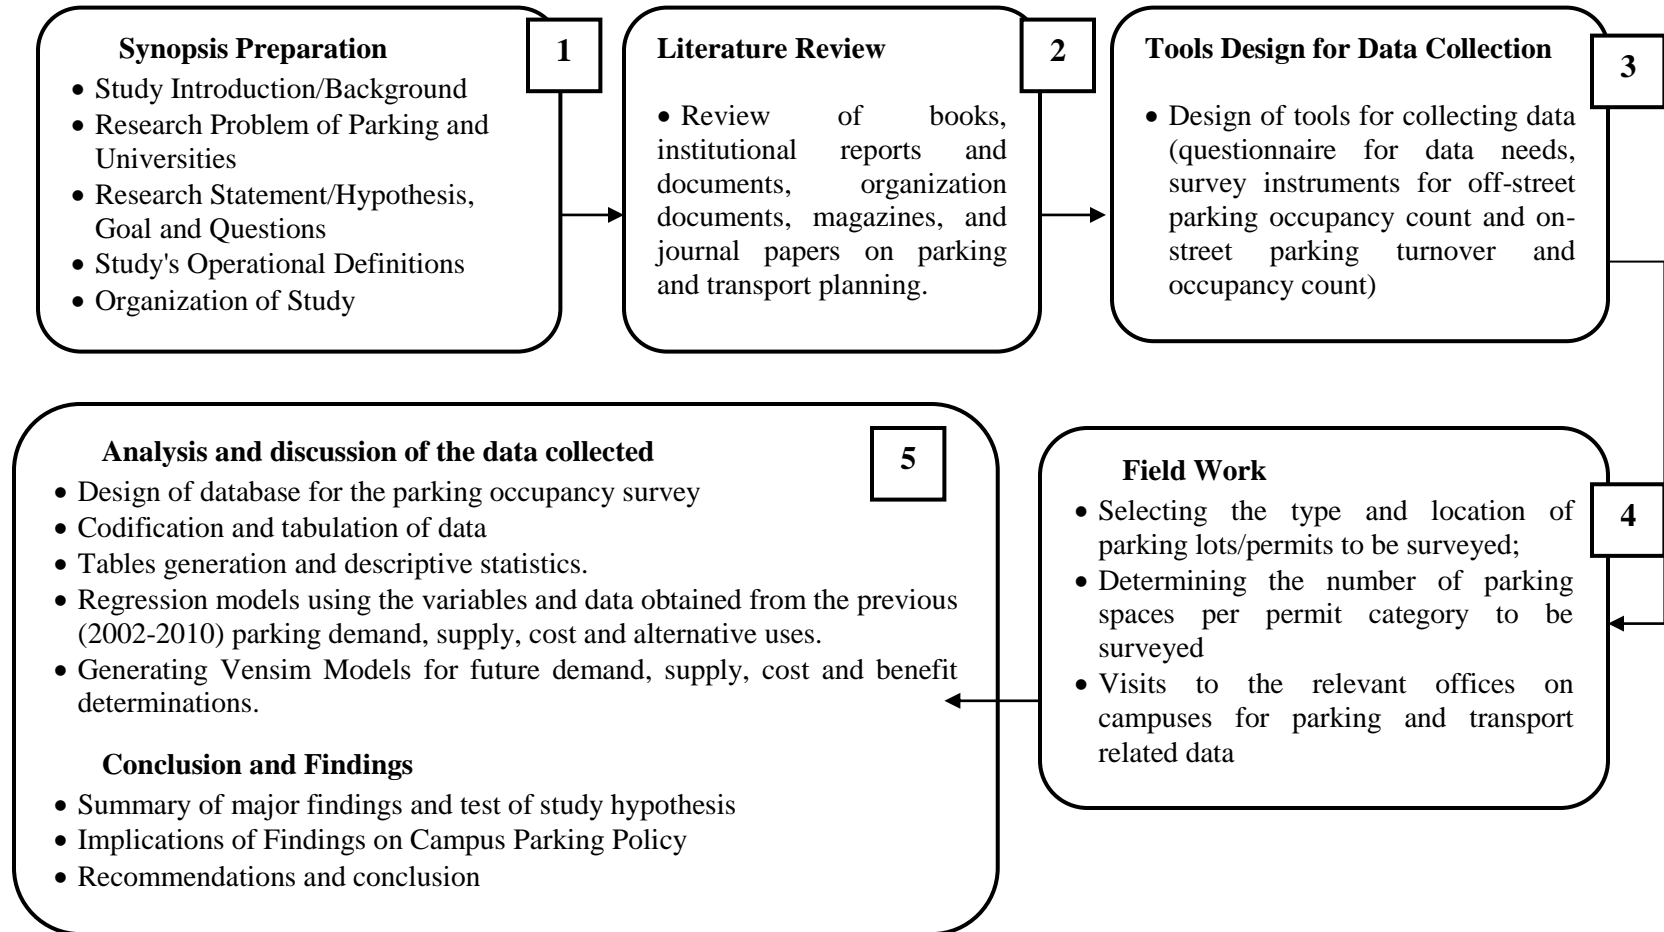 Synopsis Preparation
1
• Study Introduction/Background
• Research Problem of Parking and
Universities
• Research Statement/Hypothesis,
Goal and Questions
• Study's Operational Definitions
• Organization of Study
Literature Review
2
• Review of books,
institutional reports and
documents, organization
documents, magazines, and
journal papers on parking
and transport planning.
Tools Design for Data Collection
3
• Design of tools for collecting data
(questionnaire for data needs,
survey instruments for off-street
parking occupancy count and on-
street parking turnover and
occupancy count)
Field Work
4
• Selecting the type and location of
parking lots/permits to be surveyed;
• Determining the number of parking
spaces per permit category to be
surveyed
• Visits to the relevant offices on
campuses for parking and transport
related data
Analysis and discussion of the data collected
5
• Design of database for the parking occupancy survey
• Codification and tabulation of data
• Tables generation and descriptive statistics.
• Regression models using the variables and data obtained from the previous
(2002-2010) parking demand, supply, cost and alternative uses.
• Generating Vensim Models for future demand, supply, cost and benefit
determinations.
Conclusion and Findings
• Summary of major findings and test of study hypothesis
• Implications of Findings on Campus Parking Policy
• Recommendations and conclusion